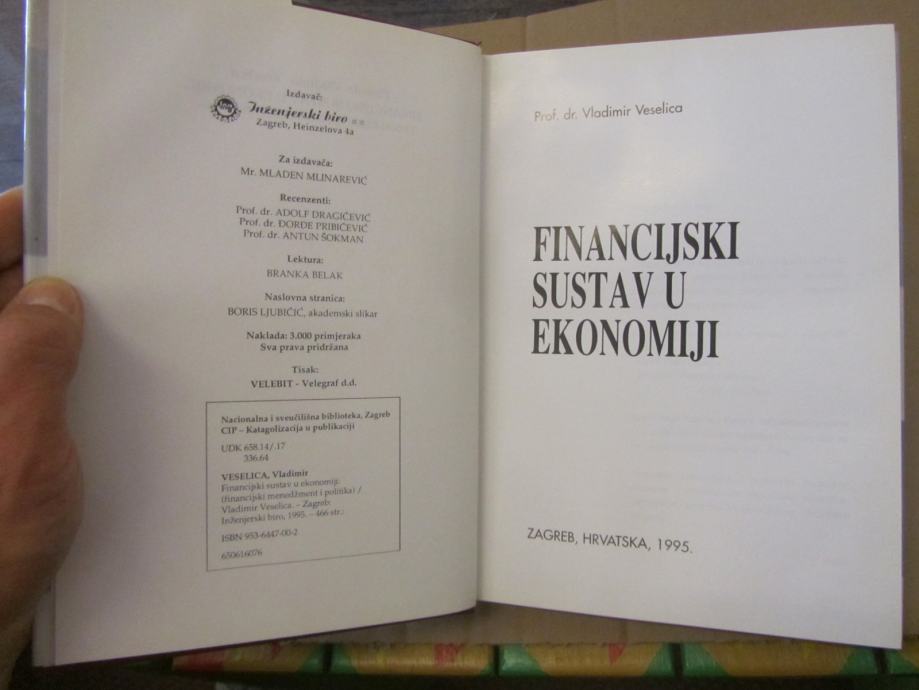 Izdavač:
Inženjerski biro
Zagreb, Heinzelova 4a
Za izdavača:
Mr. MLADEN MLINAREVIĆ
Recenzenti:
Prof. dr. ADOLF DRAGIČEVIĆ
Prof. dr. ĐORĐE PRIBIČEVIĆ
Prof. dr. ANTUN ŠOKMAN
Lektura:
BRANKA BELAK
Naslovna stranica:
BORIS LJUBIČIĆ, akademski slikar
Naklada: 3.000 primjeraka
Sva prava pridržana
Tisak:
VELEBIT - Velegraf d.d.
Nacionalna i sveučilišna biblioteka, Zagreb
CIP – Katagolizacija u publikaciji
UDK 658.14/.17
336.64
VESELICA, Vladimir
Financijski sustav u ekonomiji:
(financijski menedžment i politika) /
Vladimir Veselica. – Zagreb:
Inženjerski biro, 1995. – 466 str.:
ISBN 953-6447-00-2
650616076
Prof. dr. Vladimir Veselica
FINANCIJSKI
SUSTAV U
EKONOMIJI
ZAGREB, HRVATSKA, 1995.